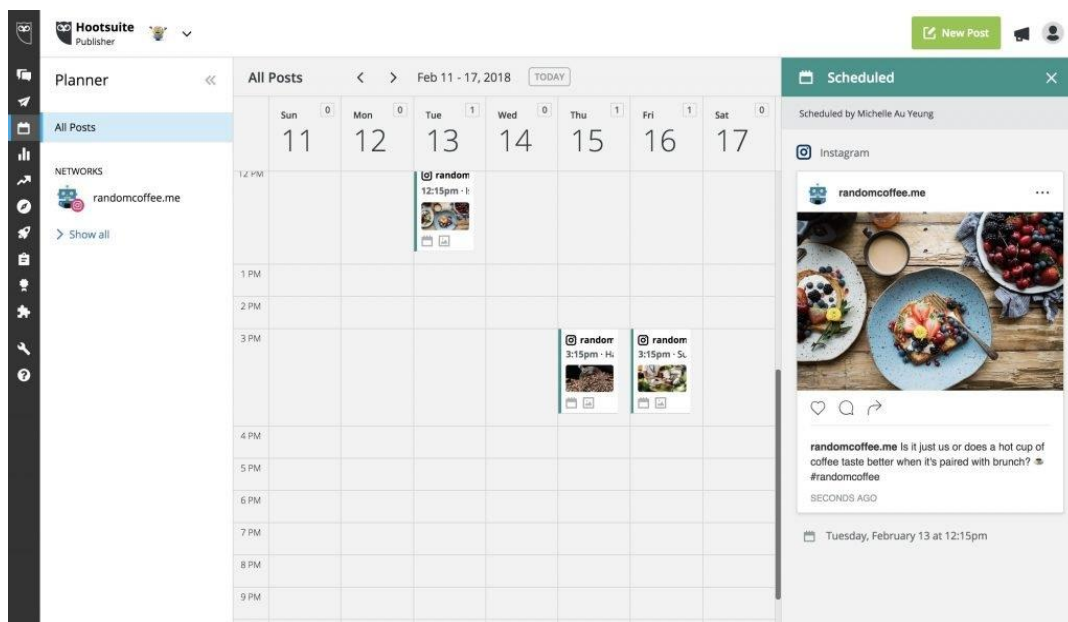 Hootsuite
Publisher
New Post
Planner
All Posts
NETWORKS
randomcoffee.me
Show all
All Posts
Feb 11 - 17, 2018
TODAY
Sun 0
11
Mon 0
12
Tue 1
13
Wed 0
14
Thu 1
15
Fri 1
16
Sat 0
17
12 PM
random
12:15pm ·
1 PM
2 PM
3 PM
random
3:15pm ·
random
3:15pm ·
4 PM
5 PM
6 PM
7 PM
8 PM
9 PM
Scheduled
Scheduled by Michelle Au Yeung
Instagram
randomcoffee.me
randomcoffee.me Is it just us or does a hot cup of
coffee taste better when it's paired with brunch? ☕
#randomcoffee
SECONDS AGO
Tuesday, February 13 at 12:15pm